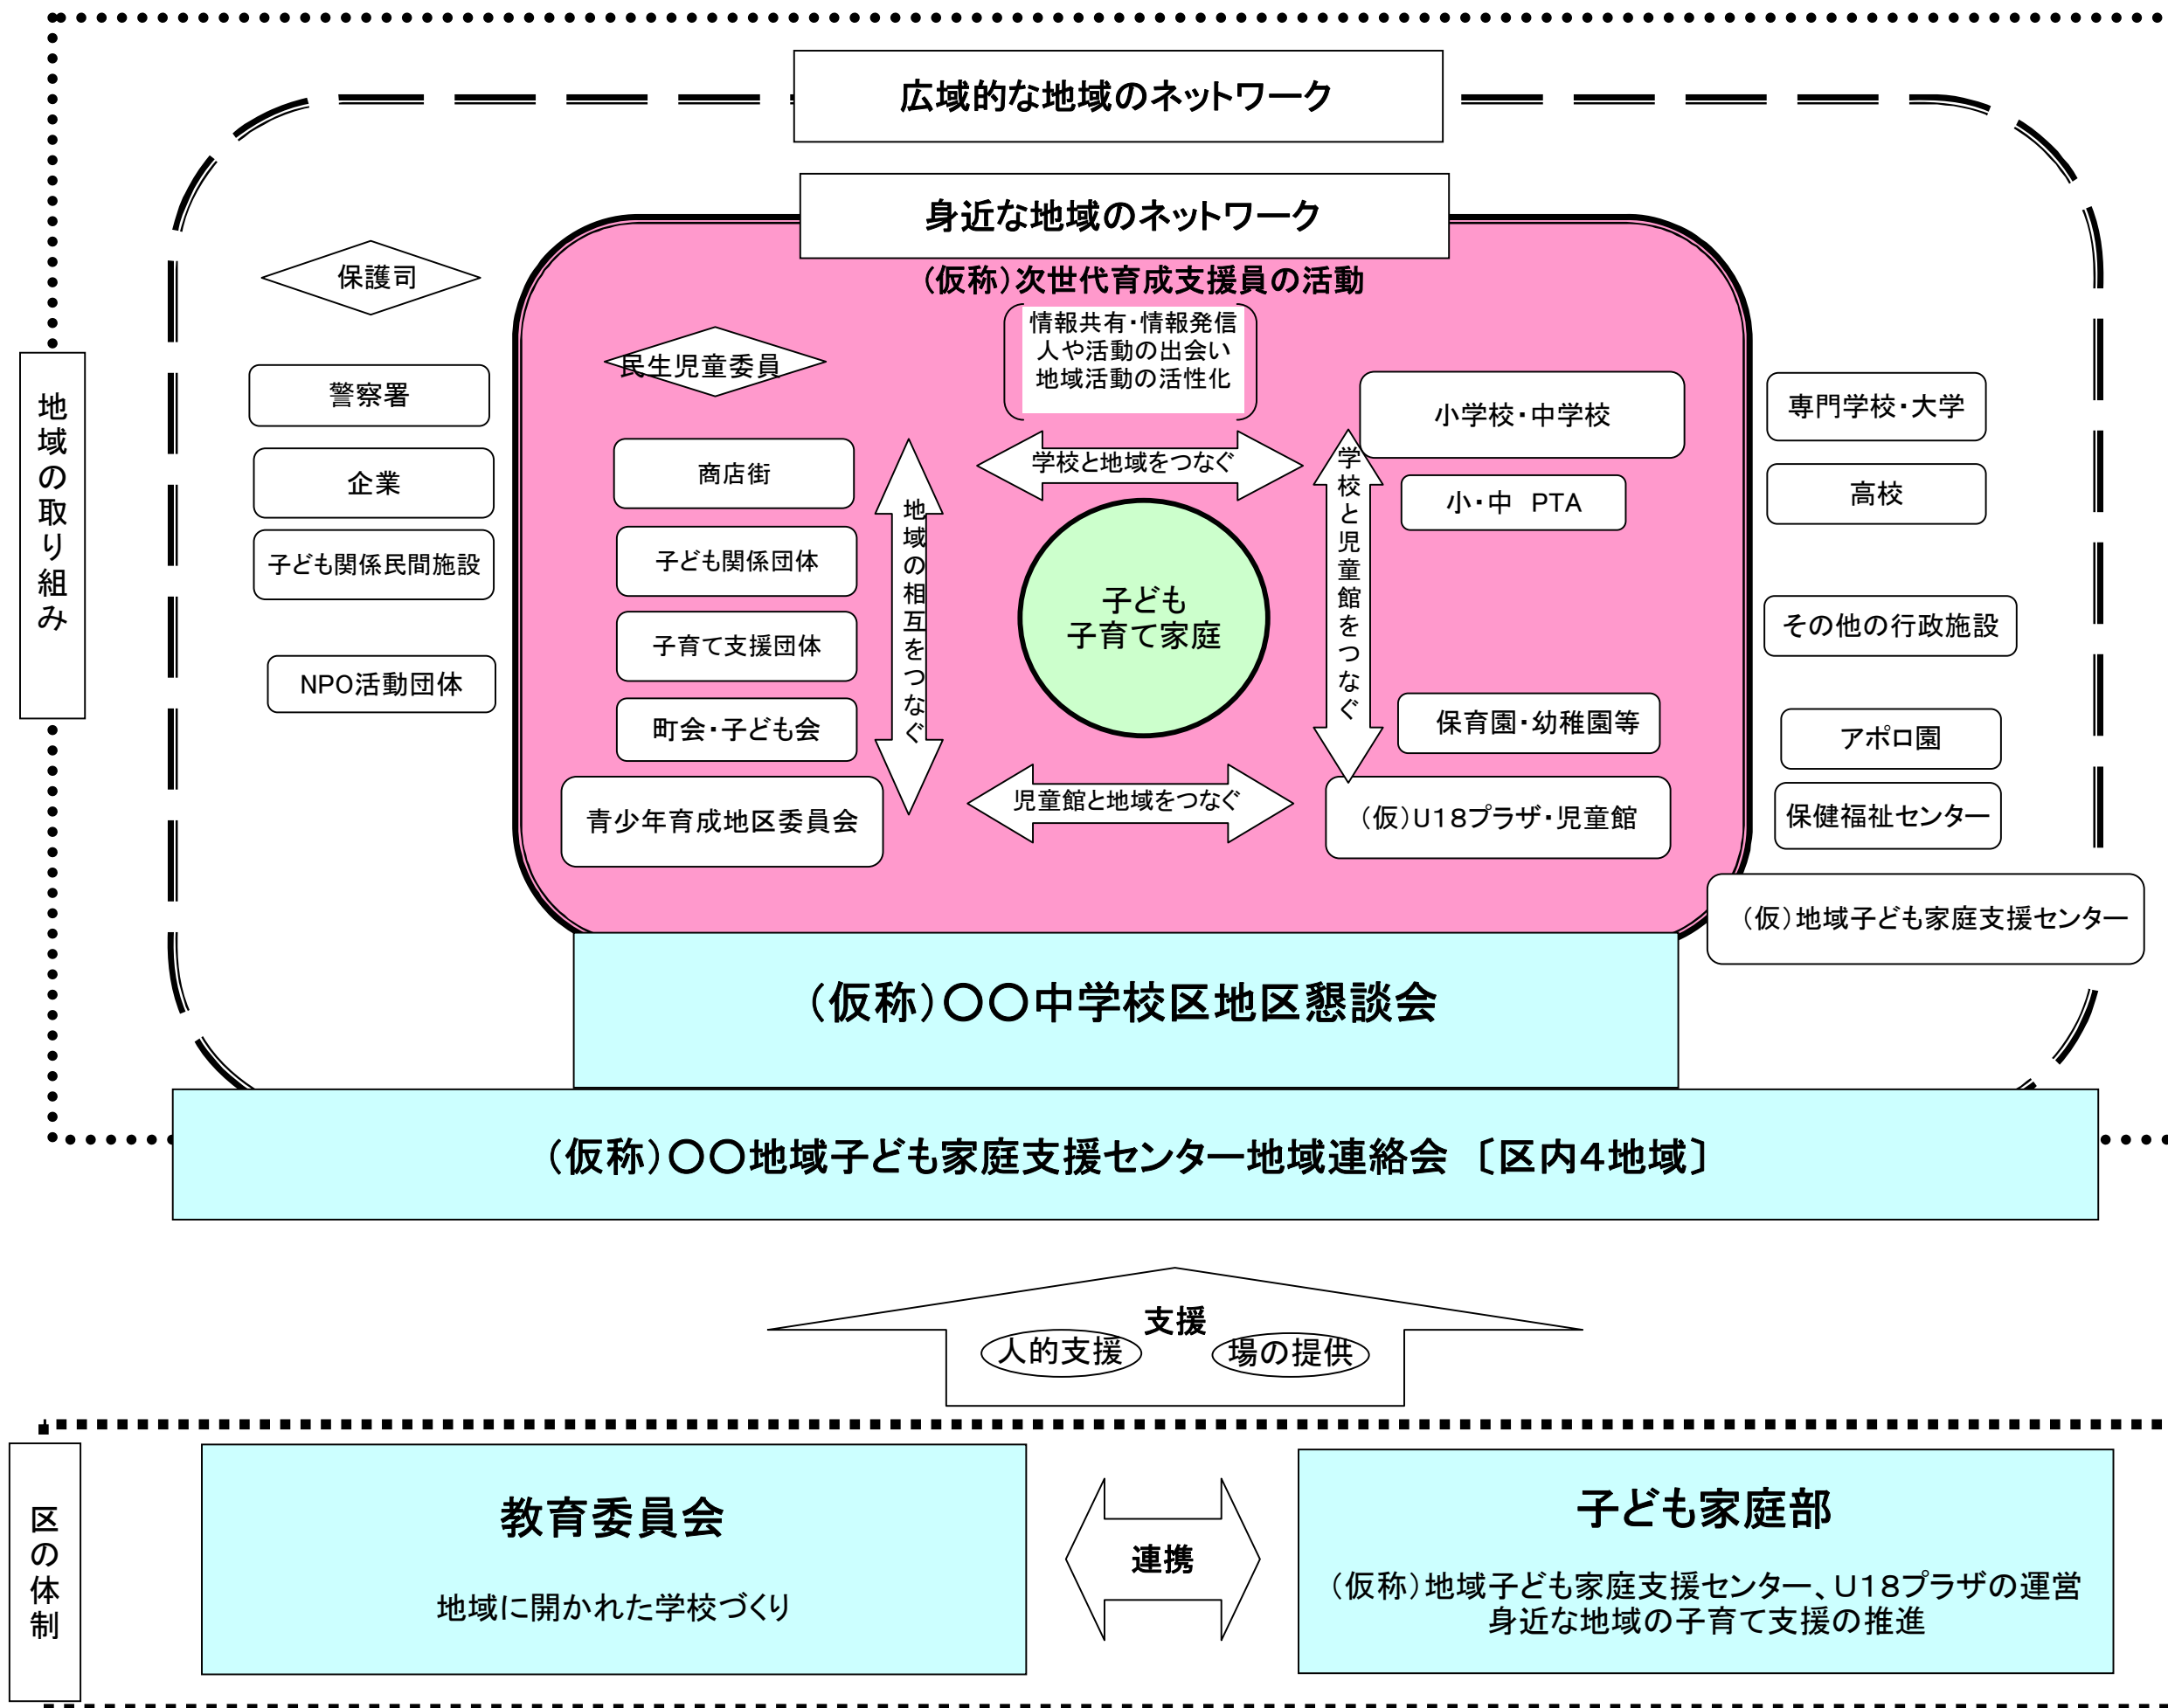 広域的な地域のネットワーク
身近な地域のネットワーク
(仮称)次世代育成支援員の活動
情報共有・情報発信
人や活動の出会い
地域活動の活性化
保護司
警察署
企業
子ども関係民間施設
NPO活動団体
地域の取り組み
民生児童委員
商店街
子ども関係団体
子育て支援団体
町会・子ども会
青少年育成地区委員会
地域の相互をつなぐ
学校と地域をつなぐ
子ども
子育て家庭
児童館と地域をつなぐ
学校と児童館をつなぐ
小学校・中学校
小・中 PTA
保育園・幼稚園等
(仮)U18プラザ・児童館
専門学校・大学
高校
その他の行政施設
アポロ園
保健福祉センター
(仮)地域子ども家庭支援センター
(仮称)〇〇中学校区地区懇談会
(仮称)〇〇地域子ども家庭支援センター地域連絡会 〔区内4地域〕
支援
人的支援
場の提供
区の体制
教育委員会
地域に開かれた学校づくり
連携
子ども家庭部
(仮称)地域子ども家庭支援センター、U18プラザの運営
身近な地域の子育て支援の推進